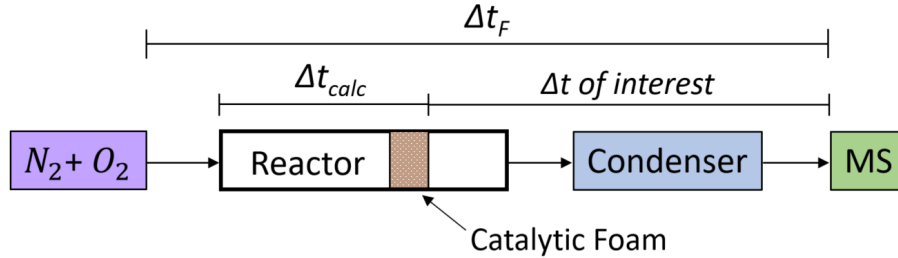 Δt_F
Δt_calc
Δt of interest
N₂+ O₂
Reactor
Condenser
MS
Catalytic Foam